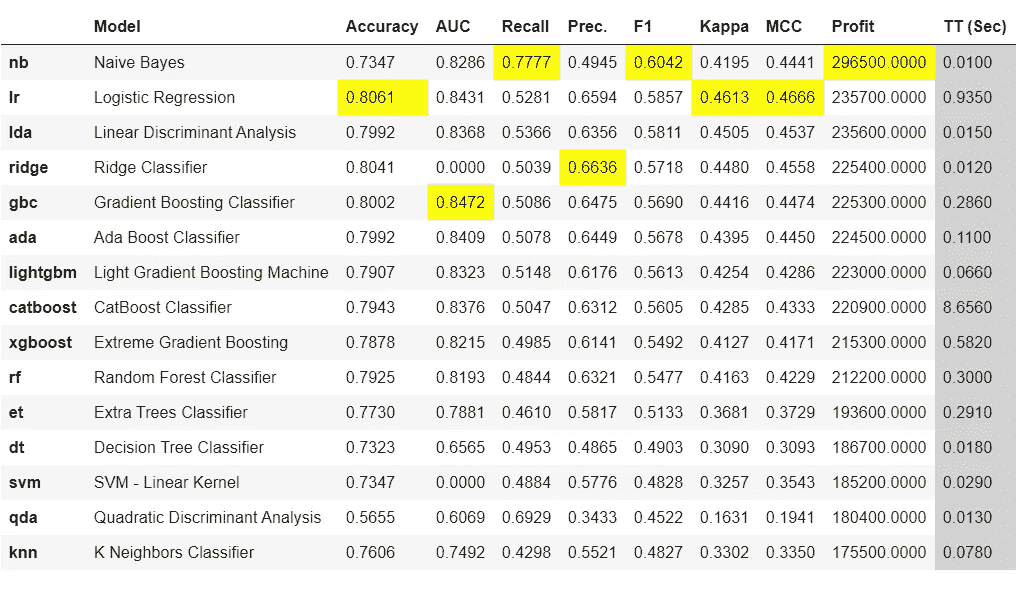 Model Accuracy AUC Recall Prec. F1 Kappa MCC Profit TT (Sec)
nb Naive Bayes 0.7347 0.8286 0.7777 0.4945 0.6042 0.4195 0.4441 296500.0000 0.0100
lr Logistic Regression 0.8061 0.8431 0.5281 0.6594 0.5857 0.4613 0.4666 235700.0000 0.9350
lda Linear Discriminant Analysis 0.7992 0.8368 0.5366 0.6356 0.5811 0.4505 0.4537 235600.0000 0.0150
ridge Ridge Classifier 0.8041 0.0000 0.5039 0.6636 0.5718 0.4480 0.4558 225400.0000 0.0120
gbc Gradient Boosting Classifier 0.8002 0.8472 0.5086 0.6475 0.5690 0.4416 0.4474 225300.0000 0.2860
ada Ada Boost Classifier 0.7992 0.8409 0.5078 0.6449 0.5678 0.4395 0.4450 224500.0000 0.1100
lightgbm Light Gradient Boosting Machine 0.7907 0.8323 0.5148 0.6176 0.5613 0.4254 0.4286 223000.0000 0.0660
catboost CatBoost Classifier 0.7943 0.8376 0.5047 0.6312 0.5605 0.4285 0.4333 220900.0000 8.6560
xgboost Extreme Gradient Boosting 0.7878 0.8215 0.4985 0.6141 0.5492 0.4127 0.4171 215300.0000 0.5820
rf Random Forest Classifier 0.7925 0.8193 0.4844 0.6321 0.5477 0.4163 0.4229 212200.0000 0.3000
et Extra Trees Classifier 0.7730 0.7881 0.4610 0.5817 0.5133 0.3681 0.3729 193600.0000 0.2910
dt Decision Tree Classifier 0.7323 0.6565 0.4953 0.4865 0.4903 0.3090 0.3093 186700.0000 0.0180
svm SVM - Linear Kernel 0.7347 0.0000 0.4884 0.5776 0.4828 0.3257 0.3543 185200.0000 0.0290
qda Quadratic Discriminant Analysis 0.5655 0.6069 0.6929 0.3433 0.4522 0.1631 0.1941 180400.0000 0.0130
knn K Neighbors Classifier 0.7606 0.7492 0.4298 0.5521 0.4827 0.3302 0.3350 175500.0000 0.0780